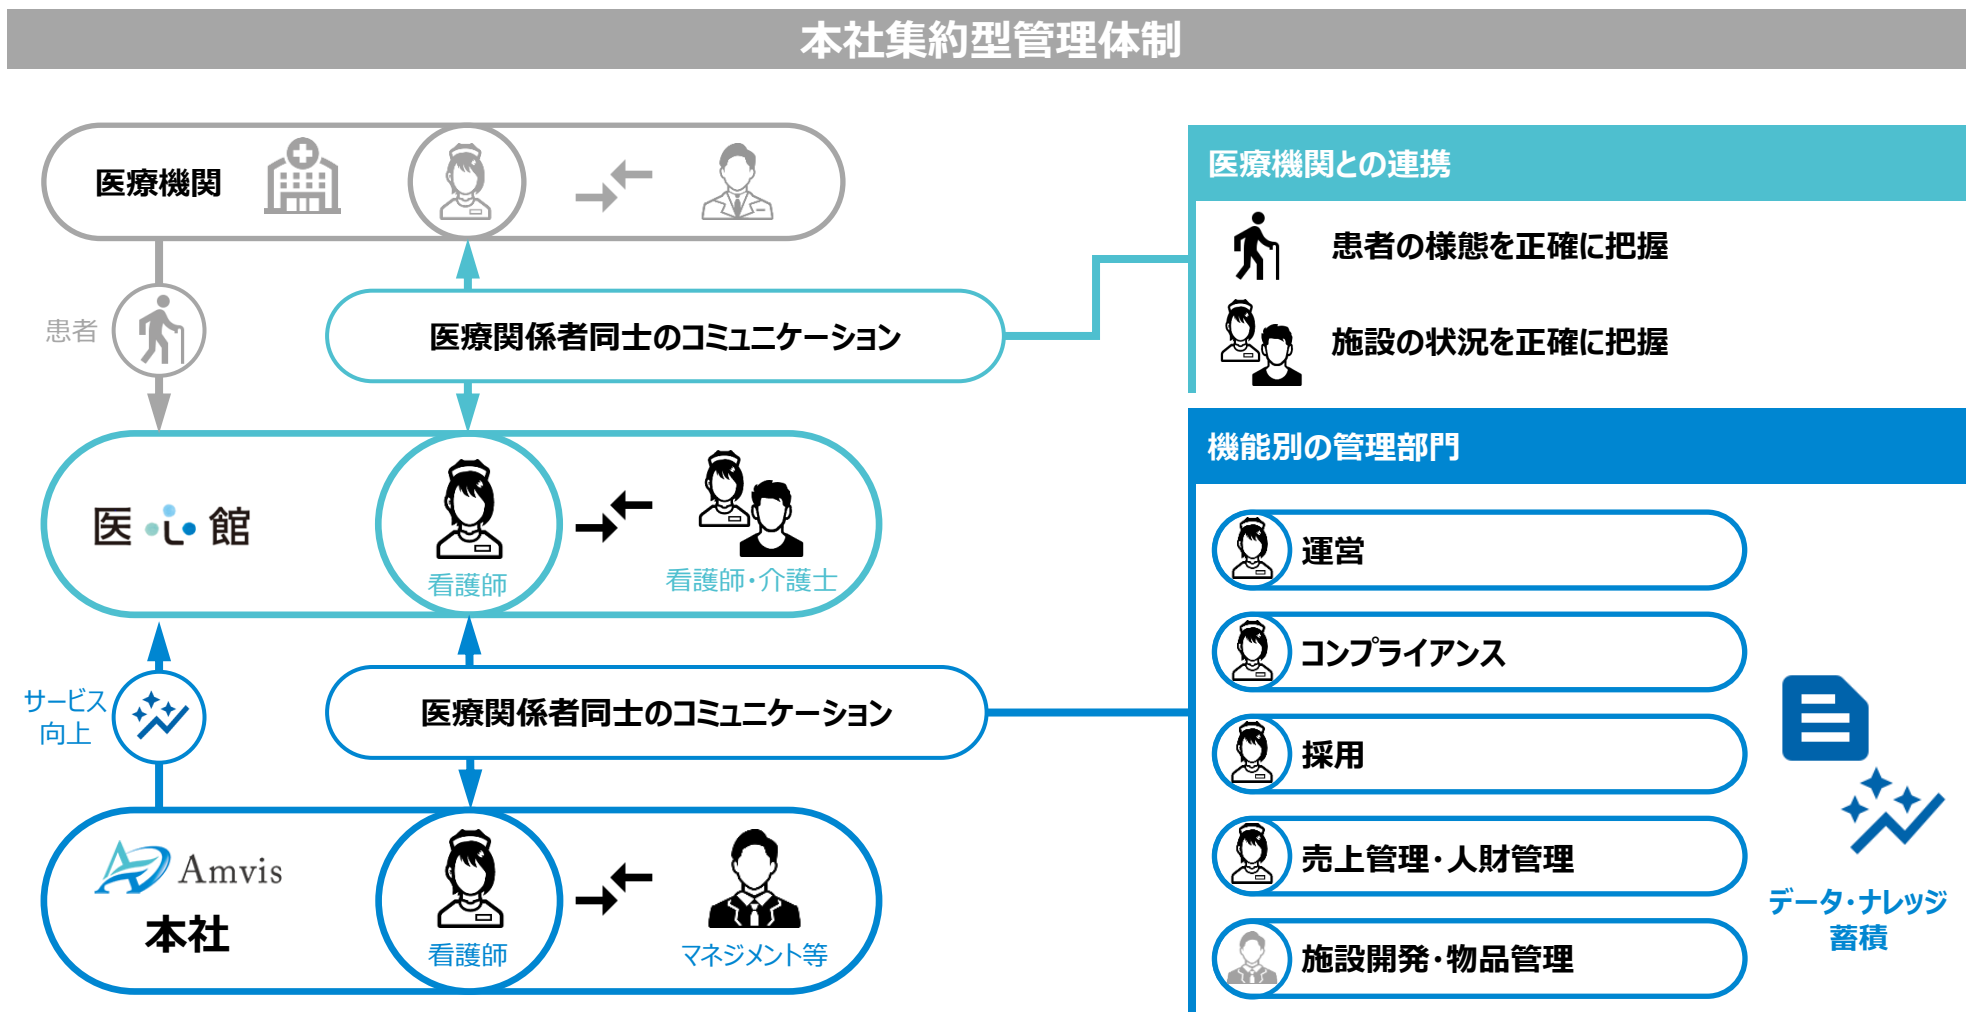 本社集約型管理体制
医療機関
患者
医療関係者同士のコミュニケーション
医心館
看護師
看護師・介護士
サービス
向上
医療関係者同士のコミュニケーション
Amvis
本社
看護師
マネジメント等
医療機関との連携
患者の様態を正確に把握
施設の状況を正確に把握
機能別の管理部門
運営
コンプライアンス
採用
売上管理・人財管理
施設開発・物品管理
データ・ナレッジ
蓄積